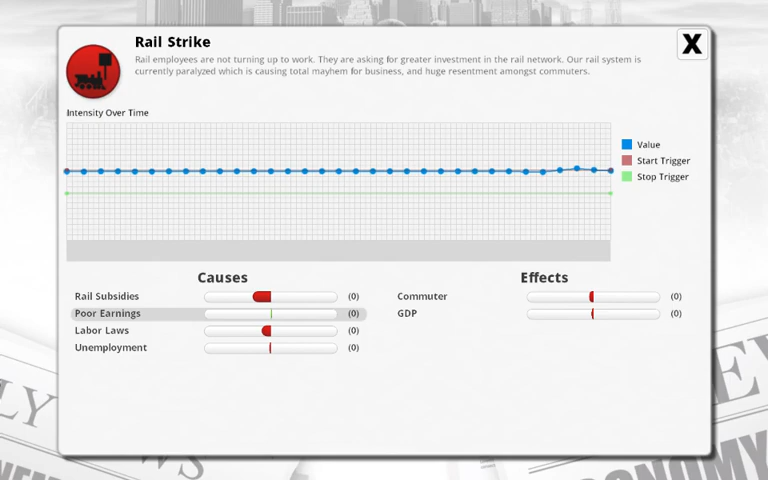 Rail Strike
X
Rail employees are not turning up to work. They are asking for greater investment in the rail network. Our rail system is
currently paralyzed which is causing total mayhem for business, and huge resentment amongst commuters.
Intensity Over Time
Value
Start Trigger
Stop Trigger
Causes
Effects
Rail Subsidies (0)
Commuter (0)
Poor Earnings (0)
GDP (0)
Labor Laws (0)
Unemployment (0)